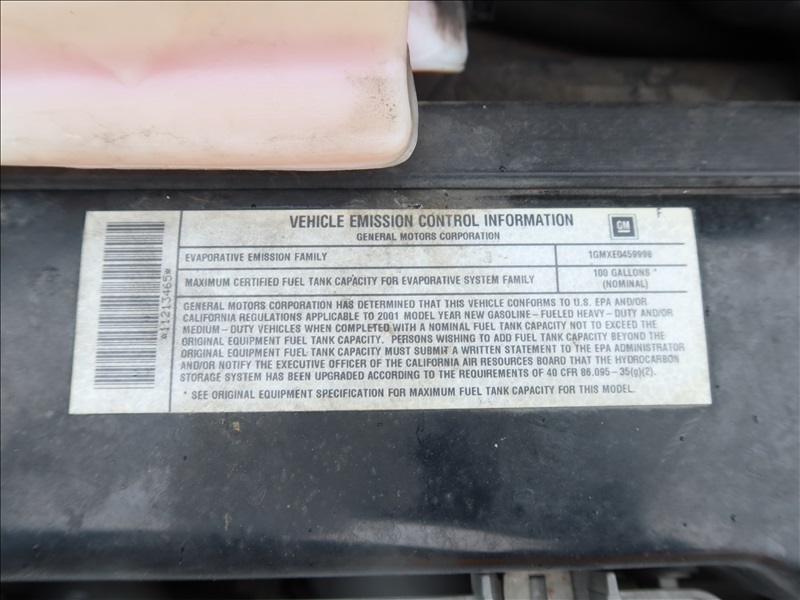 VEHICLE EMISSION CONTROL INFORMATION
GENERAL MOTORS CORPORATION
GM
F
EVAPORATIVE EMISSION FAMILY
1GMXE0459998
MAXIMUM CERTIFIED FUEL TANK CAPACITY FOR EVAPORATIVE SYSTEM FAMILY
100 GALLONS *
(NOMINAL)
*11213465*
GENERAL MOTORS CORPORATION HAS DETERMINED THAT THIS VEHICLE CONFORMS TO U.S. EPA AND/OR
CALIFORNIA REGULATIONS APPLICABLE TO 2001 MODEL YEAR NEW GASOLINE-FUELED HEAVY-DUTY AND/OR
MEDIUM-DUTY VEHICLES WHEN COMPLETED WITH A NOMINAL FUEL TANK CAPACITY NOT TO EXCEED THE
ORIGINAL EQUIPMENT FUEL TANK CAPACITY. PERSONS WISHING TO ADD FUEL CAPACITY BEYOND THE
ORIGINAL EQUIPMENT FUEL TANK CAPACITY MUST SUBMIT A WRITTEN STATEMENT TO THE EPA ADMINISTRATOR
AND/OR NOTIFY THE EXECUTIVE OFFICER OF THE CALIFORNIA AIR RESOURCES BOARD THAT THE HYDROCARBON
STORAGE SYSTEM HAS BEEN UPGRADED ACCORDING TO THE REQUIREMENTS OF 40 CFR 86.095-35(g)(2).
* SEE ORIGINAL EQUIPMENT SPECIFICATION FOR MAXIMUM FUEL TANK CAPACITY FOR THIS MODEL.